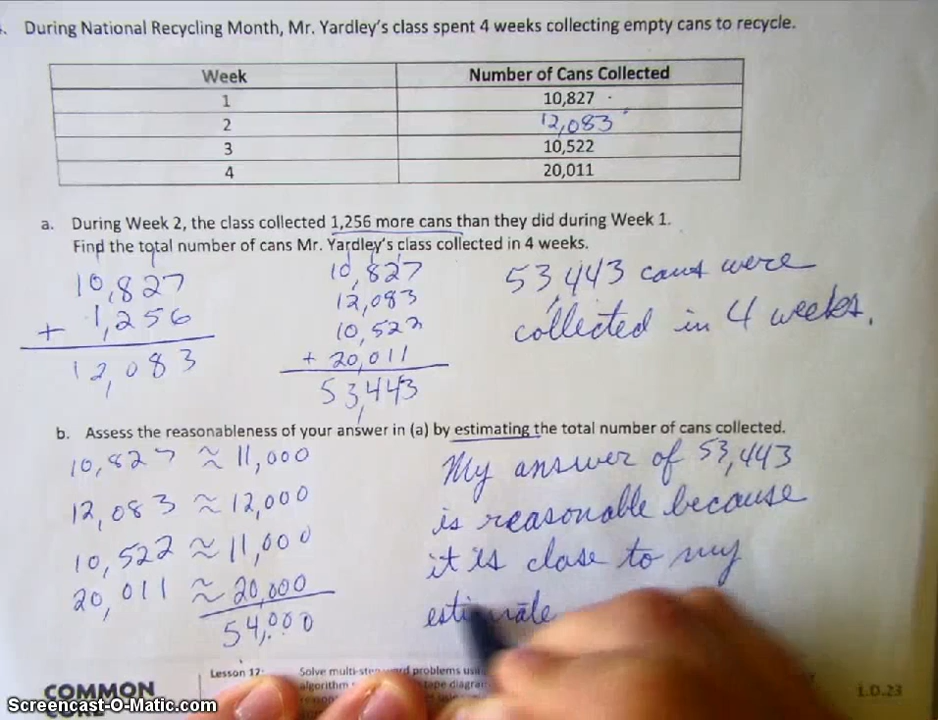 . During National Recycling Month, Mr. Yardley's class spent 4 weeks collecting empty cans to recycle.
Week Number of Cans Collected
1 10,827
2 12,083
3 10,522
4 20,011
a. During Week 2, the class collected 1,256 more cans than they did during Week 1.
Find the total number of cans Mr. Yardley's class collected in 4 weeks.
10,827
+ 1,256
12,083
10,827
12,083
10,522
+ 20,011
53,443
53,443 cans were
collected in 4 weeks.
b. Assess the reasonableness of your answer in (a) by estimating the total number of cans collected.
10,827 ≈ 11,000
12,083 ≈ 12,000
10,522 ≈ 11,000
20,011 ≈ 20,000
54,000
My answer of 53,443
is reasonable because
it is close to my
estimate
Lesson 12: Solve multi-step word problems
algorithm
COMMON
CORE
1.D.23
Screencast-O-Matic.com